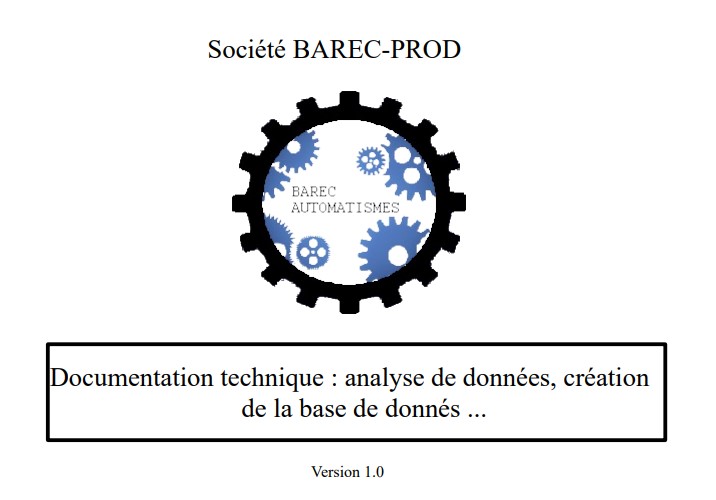 Société BAREC-PROD
BAREC
AUTOMATISMES
Documentation technique : analyse de données, création
de la base de donnés ...
Version 1.0